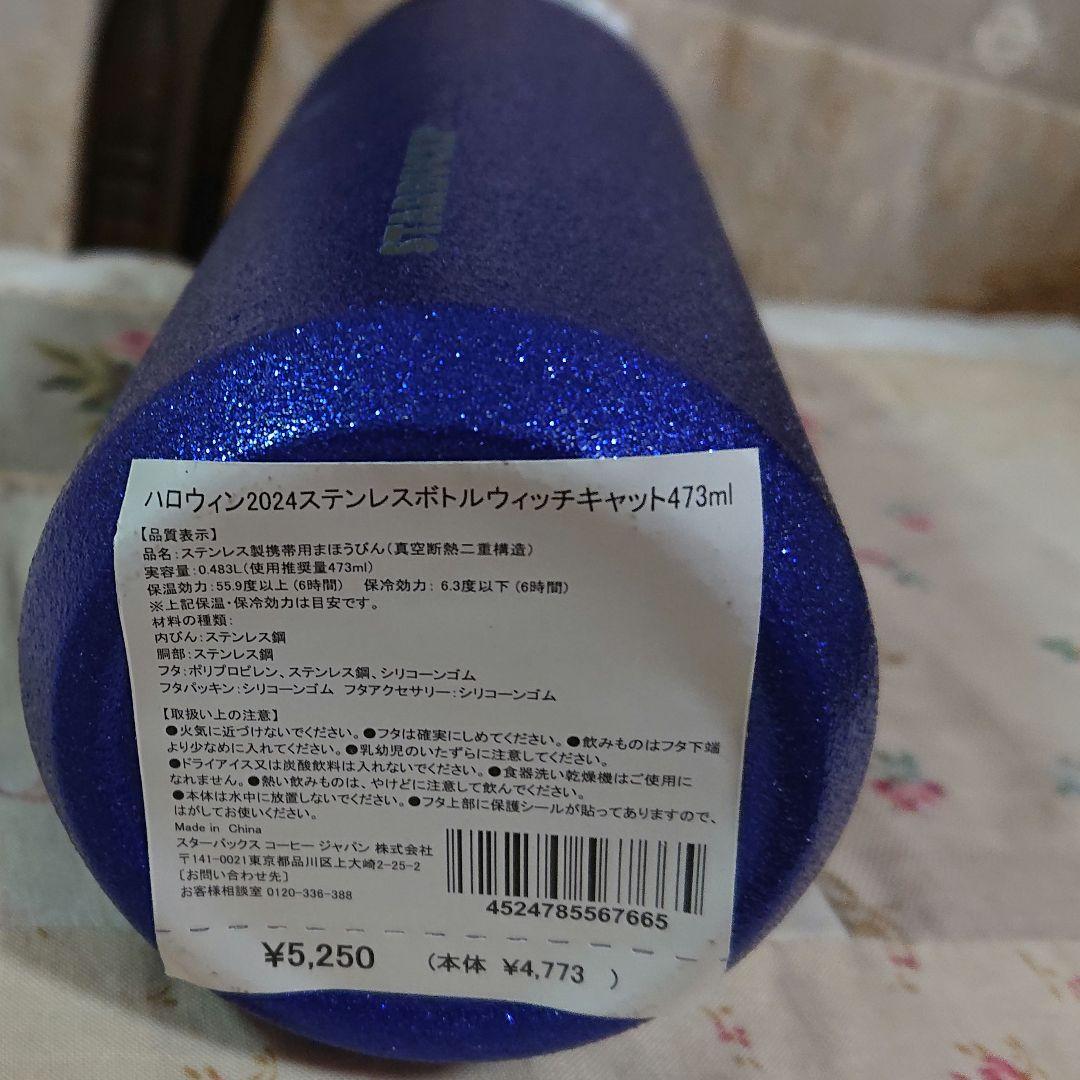 STARBUCKS
ハロウィン2024ステンレスボトルウィッチキャット473ml
【品質表示】
品名：ステンレス製携帯用まほうびん（真空断熱二重構造）
実容量：0.483L（使用推奨量473ml）
保温効力：55.9度以上（6時間） 保冷効力： 6.3度以下（6時間）
※上記保温・保冷効力は目安です。
材料の種類：
内びん：ステンレス鋼
胴部：ステンレス鋼
フタ：ポリプロピレン、ステンレス鋼、シリコーンゴム
フタパッキン：シリコーンゴム フタアクセサリー：シリコーンゴム
【取扱い上の注意】
●火気に近づけないでください。●フタは確実にしめてください。●飲みものはフタ下端
より少なめに入れてください。●乳幼児のいたずらに注意してください。
●ドライアイス又は炭酸飲料は入れないでください。●食器洗い乾燥機はご使用に
なれません。●熱い飲みものは、やけどに注意して飲んでください。
●本体は水中に放置しないでください。●フタ上部に保護シールが貼ってありますので、
はがしてお使いください。
Made in China
スターバックス コーヒー ジャパン 株式会社
〒141-0021東京都品川区上大崎2-25-2
［お問い合わせ先］
お客様相談室 0120-336-388
4524785567665
¥5,250 （本体 ¥4,773 ）